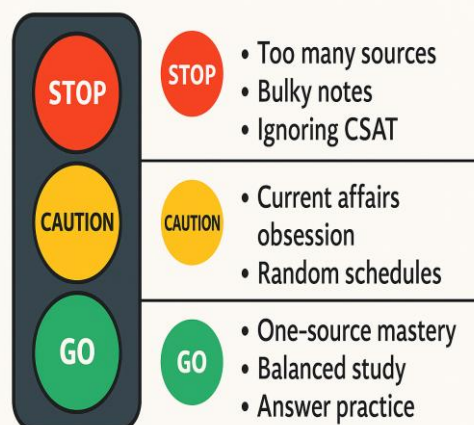 STOP
STOP
• Too many sources
• Bulky notes
• Ignoring CSAT
CAUTION
CAUTION
• Current affairs
obsession
• Random schedules
GO
GO
• One-source mastery
• Balanced study
• Answer practice